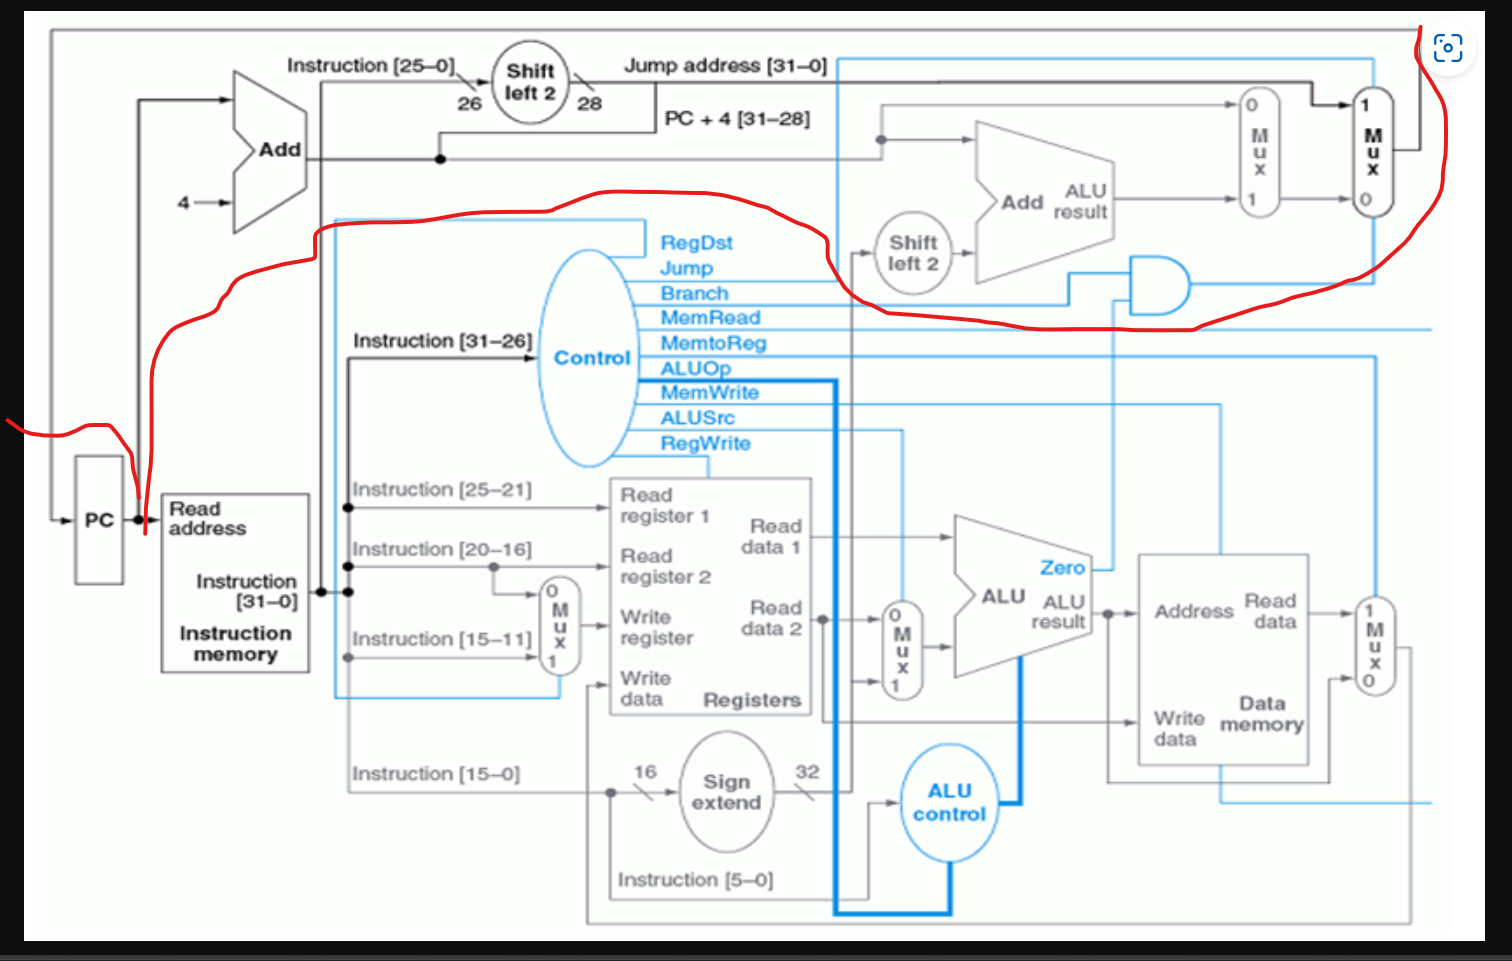 Instruction [25–0]
Shift
left 2
26
28
Jump address [31–0]
PC + 4 [31–28]
Add
4
0
M
u
x
1
1
M
u
x
0
Add
ALU
result
Shift
left 2
RegDst
Jump
Branch
MemRead
MemtoReg
ALUOp
MemWrite
ALUSrc
RegWrite
Instruction [31–26]
Control
PC
Read
address
Instruction
[31–0]
Instruction
memory
Instruction [25–21]
Instruction [20–16]
Instruction [15–11]
0
M
u
x
1
Read
register 1
Read
register 2
Write
register
Write
data
Read
data 1
Read
data 2
Registers
0
M
u
x
1
Zero
ALU
ALU
result
Address
Read
data
Write
data
Data
memory
1
M
u
x
0
Instruction [15–0]
16
Sign
extend
32
ALU
control
Instruction [5–0]